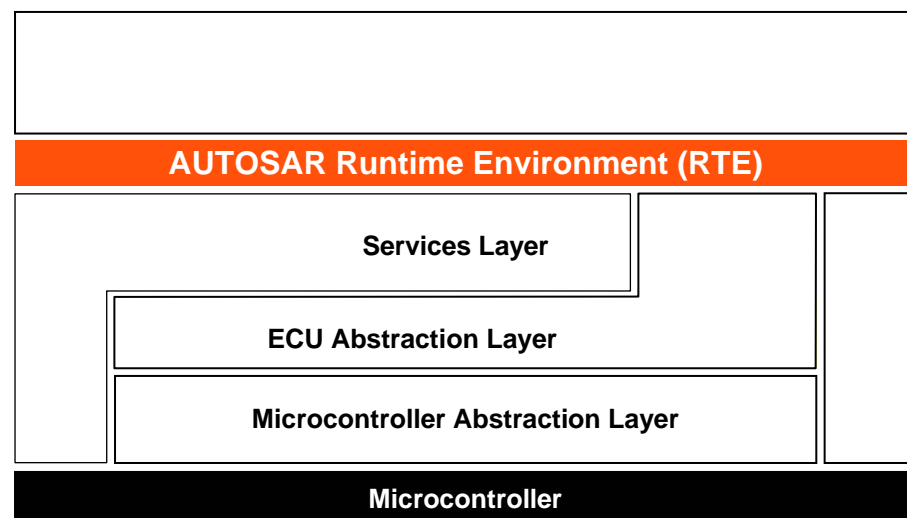 AUTOSAR Runtime Environment (RTE)
Services Layer
ECU Abstraction Layer
Microcontroller Abstraction Layer
Microcontroller